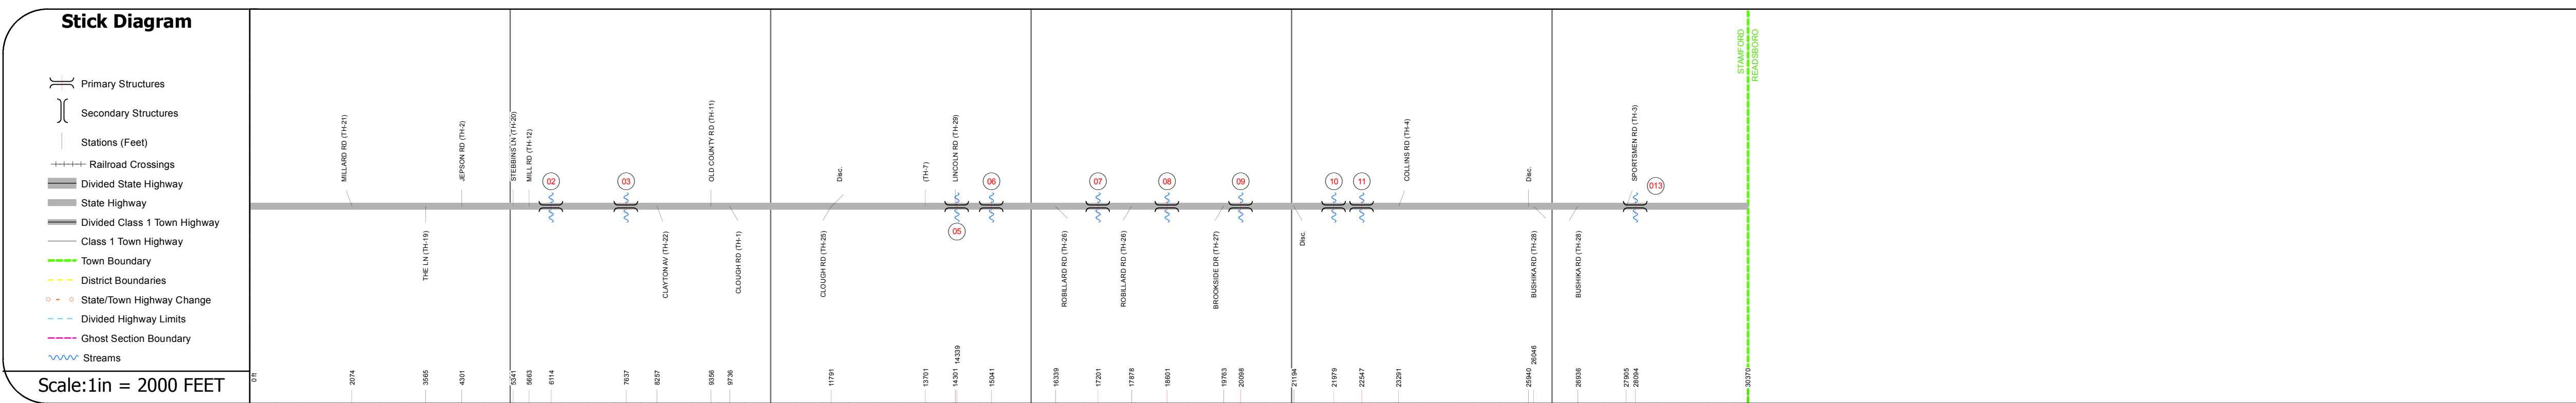 Stick Diagram
Primary Structures
Secondary Structures
Stations (Feet)
Railroad Crossings
Divided State Highway
State Highway
Divided Class 1 Town Highway
Class 1 Town Highway
Town Boundary
District Boundaries
State/Town Highway Change
Divided Highway Limits
Ghost Section Boundary
Streams
Scale:1in = 2000 FEET
STAMFORD
READSBORO
MILLARD RD (TH-21)
JEPSON RD (TH-2)
STEBBINS LN (TH-20)
MILL RD (TH-12)
OLD COUNTY RD (TH-11)
Disc.
(TH-7)
LINCOLN RD (TH-29)
COLLINS RD (TH-4)
Disc.
SPORTSMEN RD (TH-3)
02
03
06
07
08
09
10
11
013
05
THE LN (TH-19)
CLAYTON AV (TH-22)
CLOUGH RD (TH-1)
CLOUGH RD (TH-25)
ROBILLARD RD (TH-26)
ROBILLARD RD (TH-26)
BROOKSIDE DR (TH-27)
Disc.
BUSHIKA RD (TH-28)
BUSHIKA RD (TH-28)
0 ft
2074
3565
4301
5341
5663
6114
7637
8257
9356
9736
11791
13701
14301
14339
15041
16339
17201
17878
18601
19763
20098
21194
21979
22547
23291
25940
26046
26936
27905
28094
30370